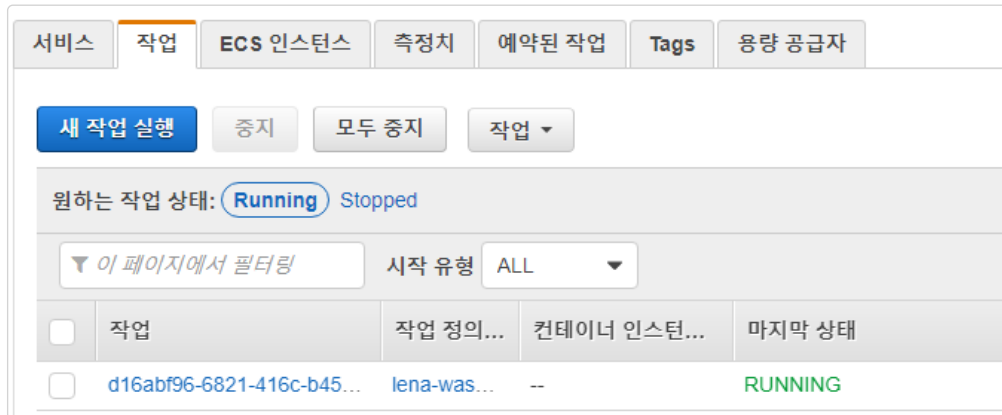 서비스 작업 ECS 인스턴스 측정치 예약된 작업 Tags 용량 공급자
새 작업 실행 중지 모두 중지 작업
원하는 작업 상태: Running Stopped
이 페이지에서 필터링 시작 유형 ALL
작업 작업 정의... 컨테이너 인스턴... 마지막 상태
d16abf96-6821-416c-b45... lena-was... -- RUNNING